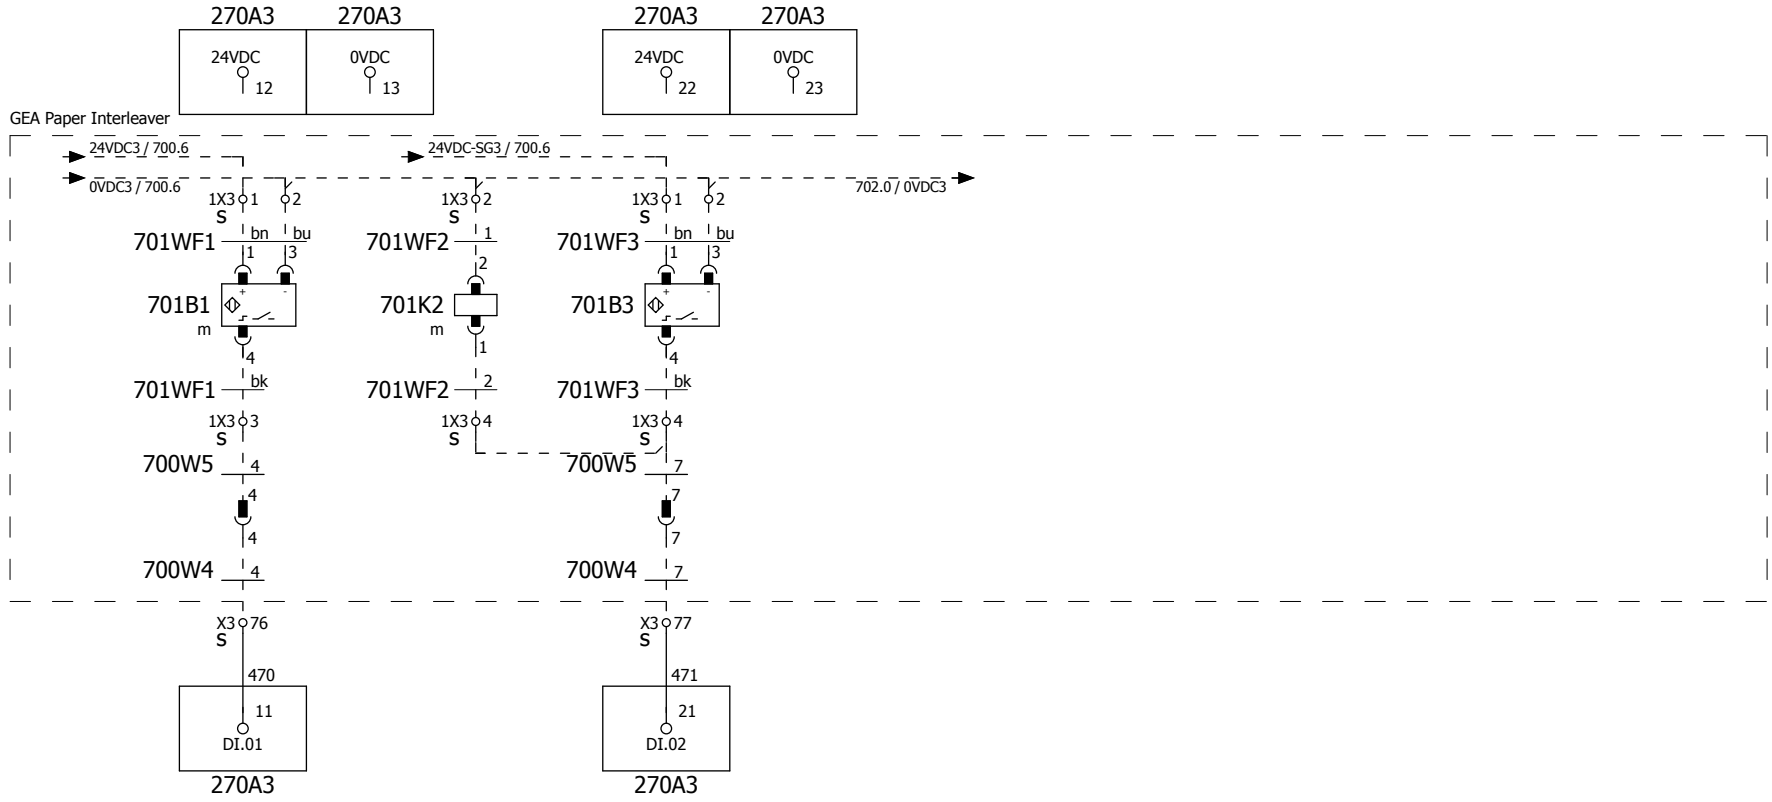 270A3 270A3 270A3 270A3
24VDC 0VDC 24VDC 0VDC
12 13 22 23
GEA Paper Interleaver
24VDC3 / 700.6 24VDC-SG3 / 700.6
0VDC3 / 700.6 702.0 / 0VDC3
1X3 1 2 1X3 2 1X3 1 2
S S S
701WF1 bn bu 701WF2 1 701WF3 bn bu
1 3 2 1 3
+ - + -
701B1 701K2 701B3
m m
4 1 4
701WF1 bk 701WF2 2 701WF3 bk
1X3 3 1X3 4 1X3 4
S S S
700W5 4 700W5 7
4 7
4 7
700W4 4 700W4 7
X3 76 X3 77
S S
470 471
11 21
DI.01 DI.02
270A3 270A3